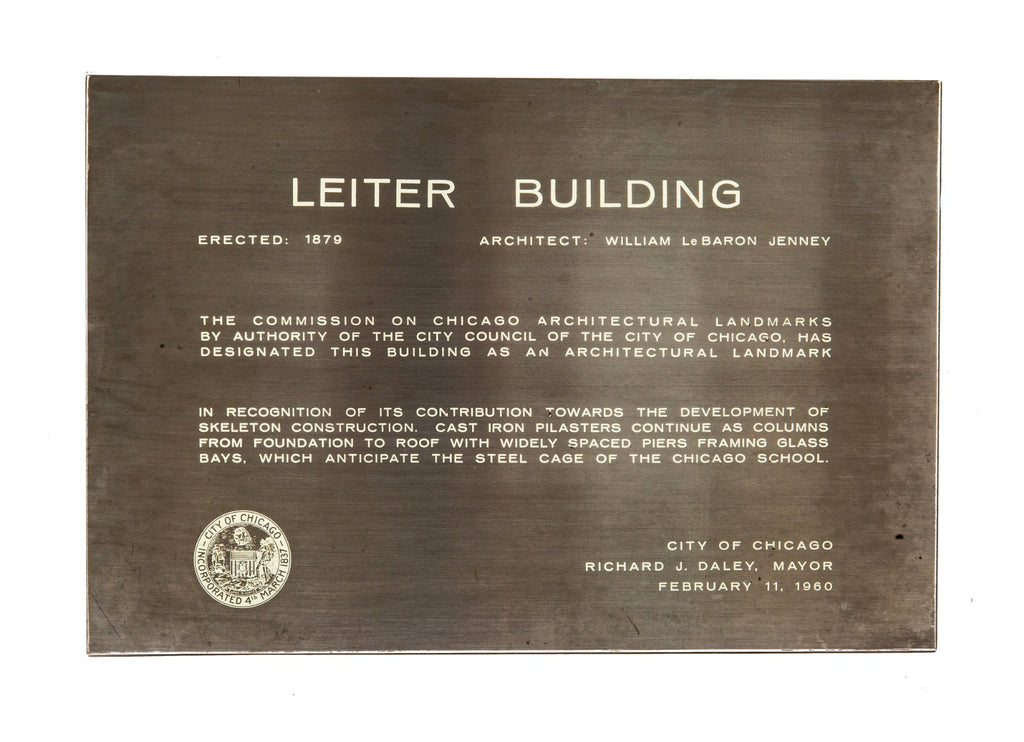 LEITER BUILDING
ERECTED: 1879 ARCHITECT: WILLIAM LeBARON JENNEY
THE COMMISSION ON CHICAGO ARCHITECTURAL LANDMARKS
BY AUTHORITY OF THE CITY COUNCIL OF THE CITY OF CHICAGO, HAS
DESIGNATED THIS BUILDING AS AN ARCHITECTURAL LANDMARK
IN RECOGNITION OF ITS CONTRIBUTION TOWARDS THE DEVELOPMENT OF
SKELETON CONSTRUCTION. CAST IRON PILASTERS CONTINUE AS COLUMNS
FROM FOUNDATION TO ROOF WITH WIDELY SPACED PIERS FRAMING GLASS
BAYS, WHICH ANTICIPATE THE STEEL CAGE OF THE CHICAGO SCHOOL.
CITY OF CHICAGO
INCORPORATED 4th MARCH 1837
CITY OF CHICAGO
RICHARD J. DALEY, MAYOR
FEBRUARY 11, 1960